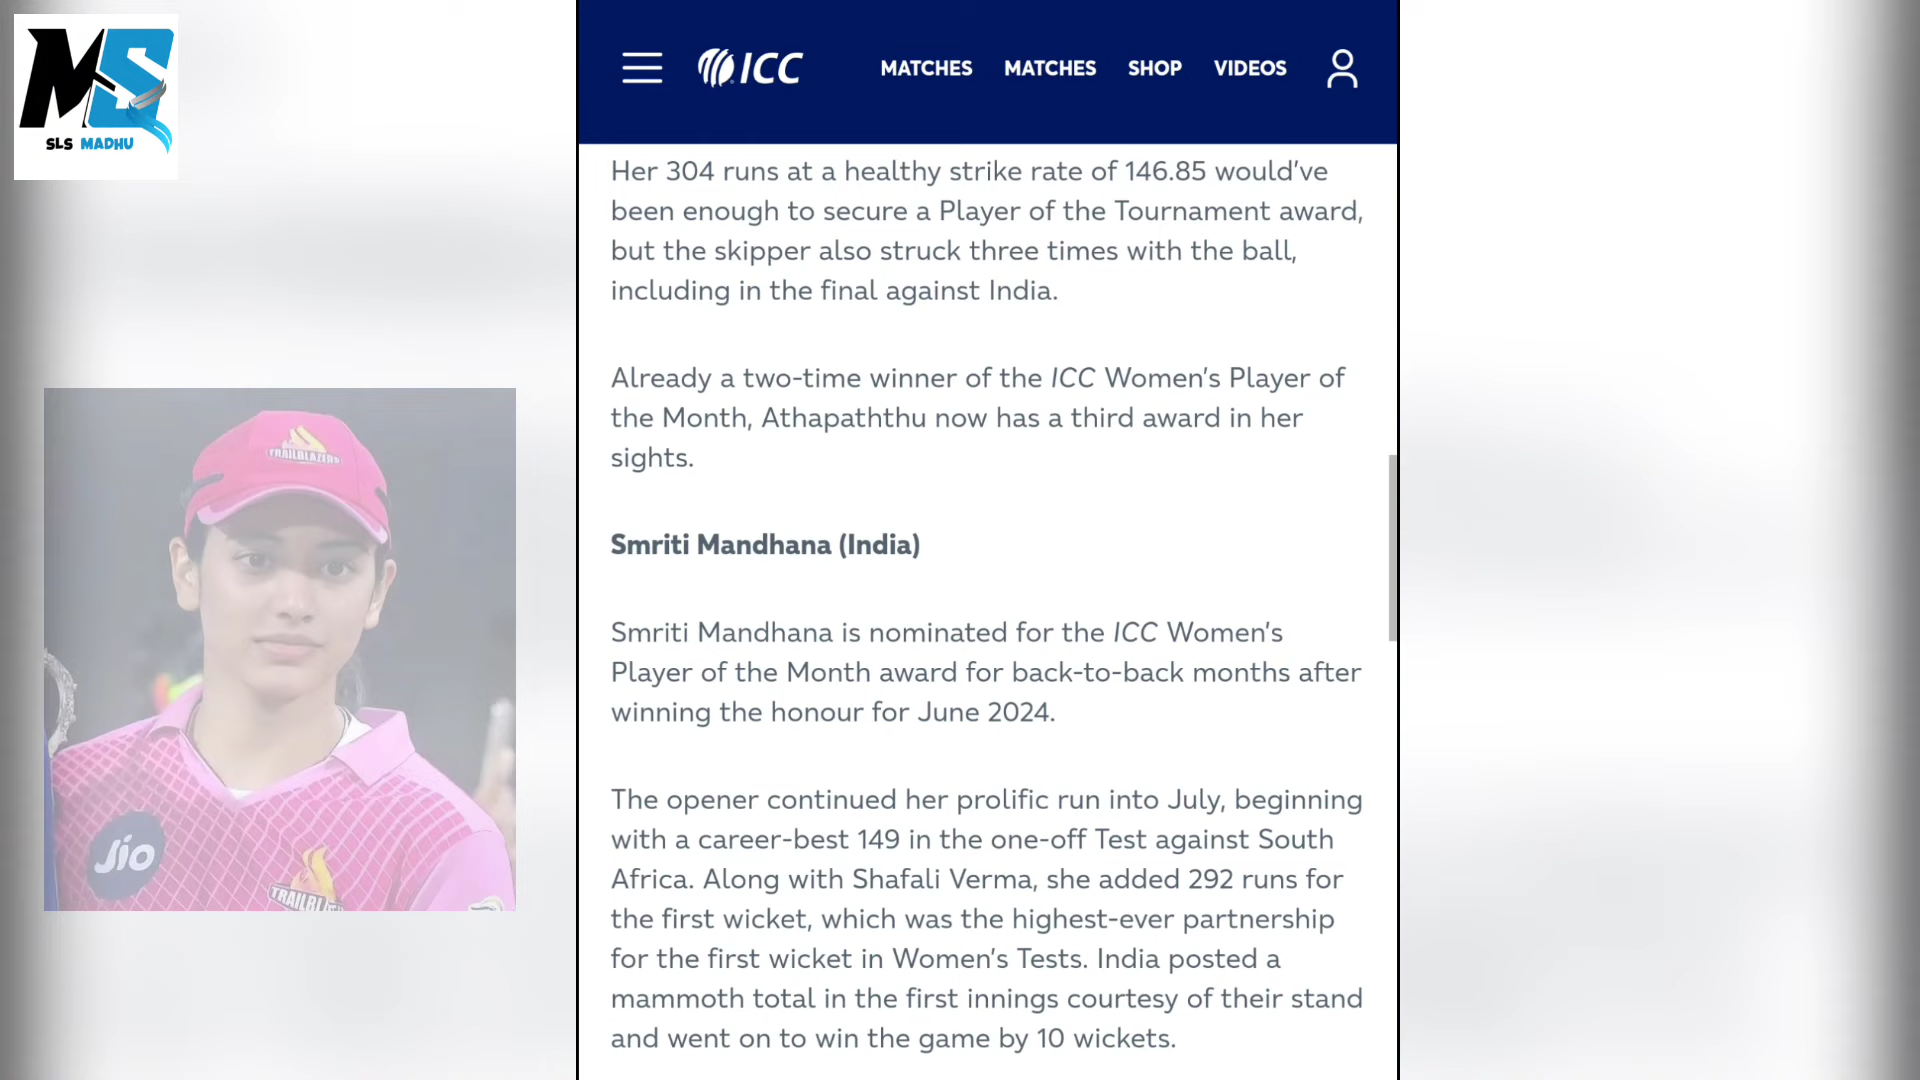 MS
SLS MADHU
ICC
MATCHES MATCHES SHOP VIDEOS
Her 304 runs at a healthy strike rate of 146.85 would’ve
been enough to secure a Player of the Tournament award,
but the skipper also struck three times with the ball,
including in the final against India.
Already a two-time winner of the ICC Women’s Player of
the Month, Athapaththu now has a third award in her
sights.
Smriti Mandhana (India)
Smriti Mandhana is nominated for the ICC Women’s
Player of the Month award for back-to-back months after
winning the honour for June 2024.
The opener continued her prolific run into July, beginning
with a career-best 149 in the one-off Test against South
Africa. Along with Shafali Verma, she added 292 runs for
the first wicket, which was the highest-ever partnership
for the first wicket in Women’s Tests. India posted a
mammoth total in the first innings courtesy of their stand
and went on to win the game by 10 wickets.
TRAILBLAZERS
Jio
TRAILBL